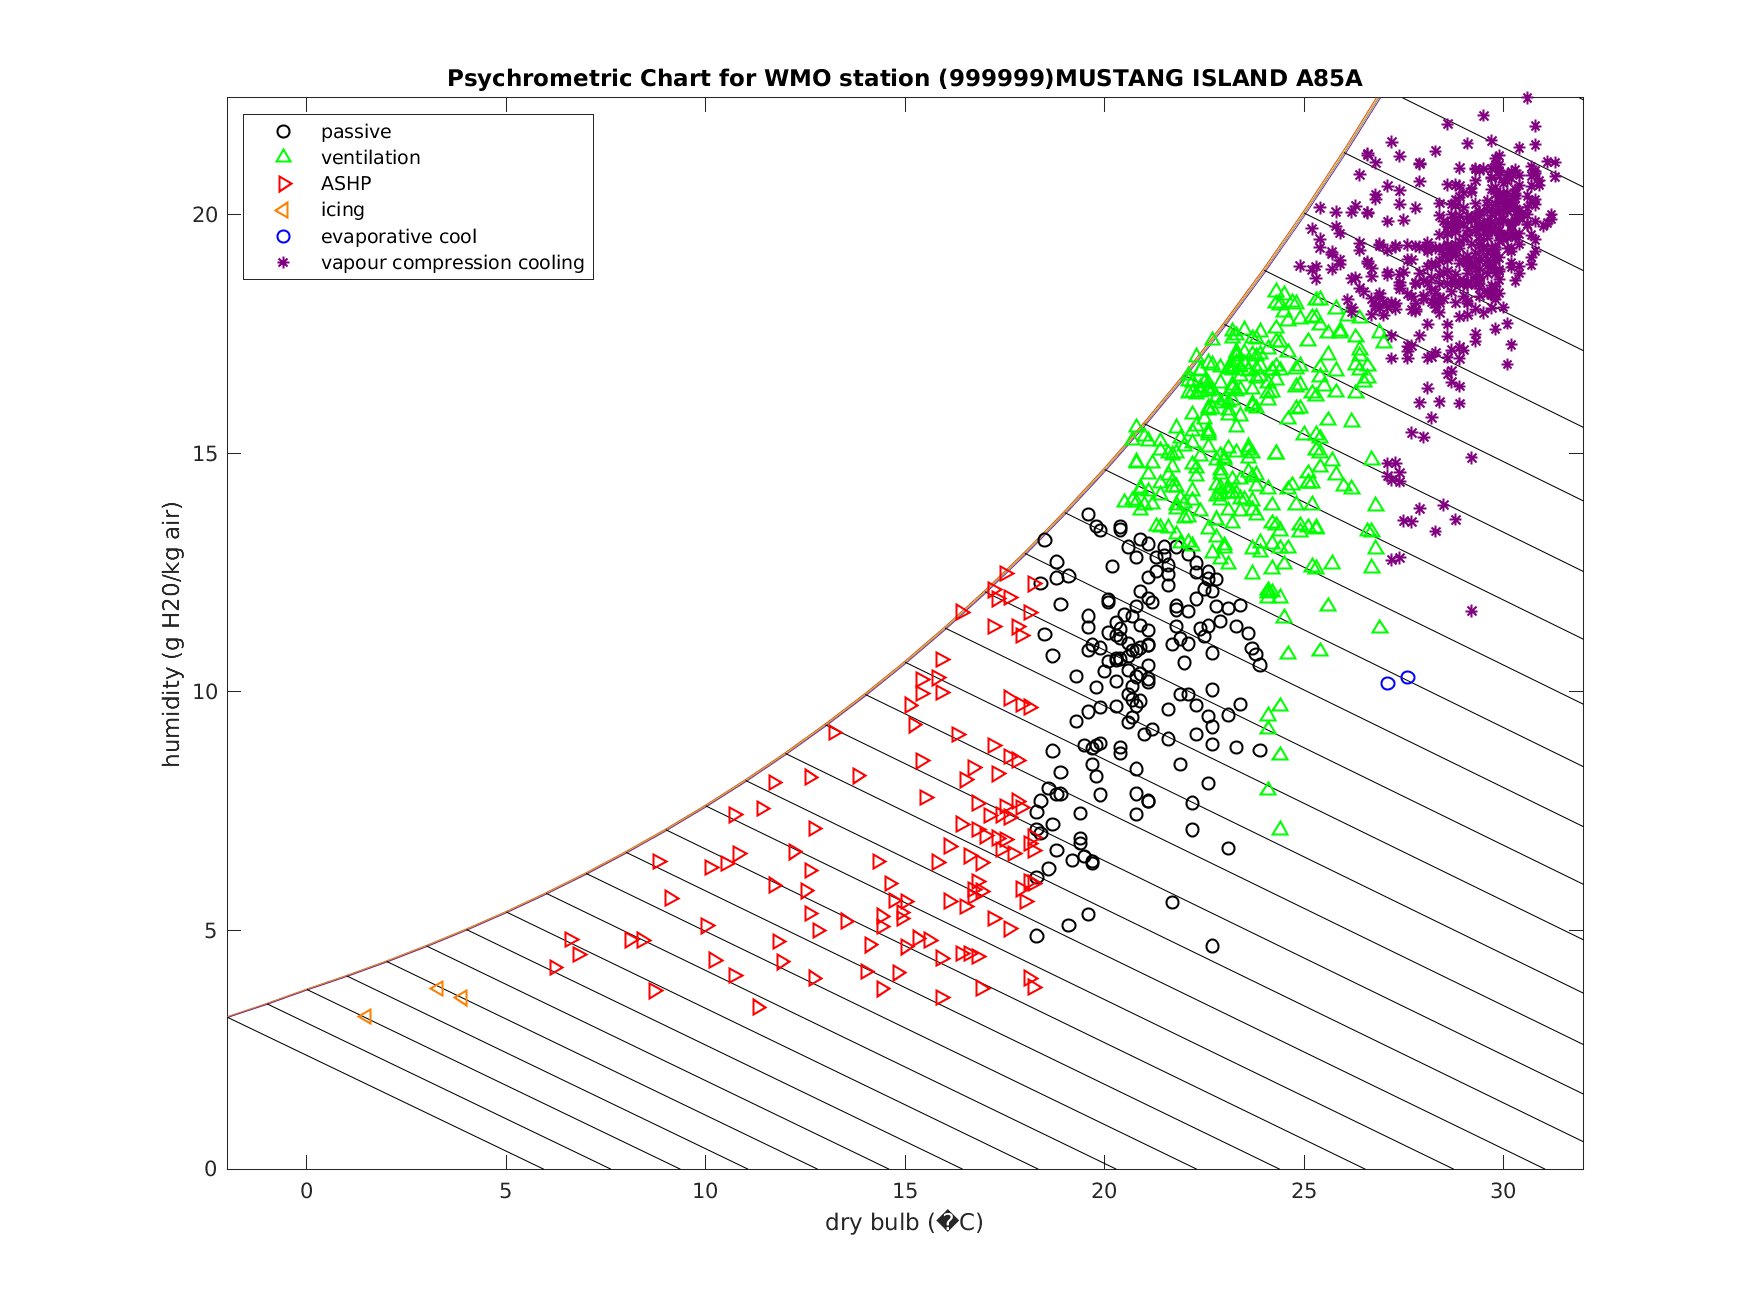 Psychrometric Chart for WMO station (999999)MUSTANG ISLAND A85A
passive
ventilation
ASHP
icing
evaporative cool
vapour compression cooling
20
15
10
5
0
humidity (g H20/kg air)
0 5 10 15 20 25 30
dry bulb (�C)